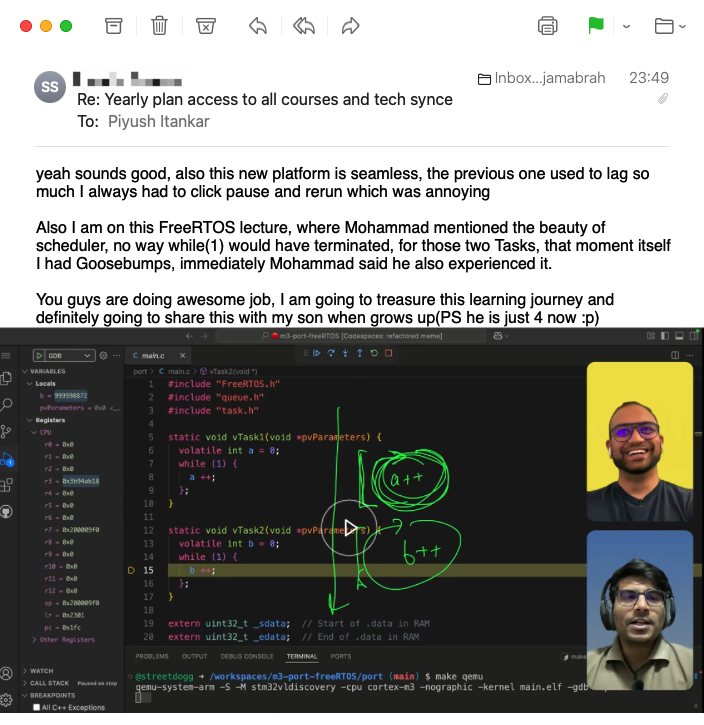 SS
Inbox...jamabrah 23:49
Re: Yearly plan access to all courses and tech synce
To: Piyush Itankar
yeah sounds good, also this new platform is seamless, the previous one used to lag so
much I always had to click pause and rerun which was annoying
Also I am on this FreeRTOS lecture, where Mohammad mentioned the beauty of
scheduler, no way while(1) would have terminated, for those two Tasks, that moment itself
I had Goosebumps, immediately Mohammad said he also experienced it.
You guys are doing awesome job, I am going to treasure this learning journey and
definitely going to share this with my son when grows up(PS he is just 4 now :p)
m3-port-freeRTOS [Codespaces: refactored meme]
GDB
C main.c ×
port > C main.c > vTask2(void *)
VARIABLES
Locals
b = 999598872
pvParameters = 0x0 <_...
Registers
CPU
r0 = 0x0
r1 = 0x0
r2 = 0x0
r3 = 0x3b94ab18
r4 = 0x0
r5 = 0x0
r6 = 0x0
r7 = 0x200009f0
r8 = 0x0
r9 = 0x0
r10 = 0x0
r11 = 0x0
r12 = 0x0
sp = 0x200009f0
lr = 0x2301
pc = 0x1fc
Other Registers
WATCH
CALL STACK Paused on step
BREAKPOINTS
All C++ Exceptions
1 #include "FreeRTOS.h"
2 #include "queue.h"
3 #include "task.h"
4
5 static void vTask1(void *pvParameters) {
6 volatile int a = 0;
7 while (1) {
8 a ++;
9 };
10 }
11
12 static void vTask2(void *pvParameters) {
13 volatile int b = 0;
14 while (1) {
15 b ++;
16 };
17 }
18
19 extern uint32_t _sdata; // Start of .data in RAM
20 extern uint32_t _edata; // End of .data in RAM
a++
b++
PROBLEMS OUTPUT DEBUG CONSOLE TERMINAL PORTS make
@streetdogg → /workspaces/m3-port-freeRTOS/port (main) $ make qemu
qemu-system-arm -S -M stm32vldiscovery -cpu cortex-m3 -nographic -kernel main.elf -gdb